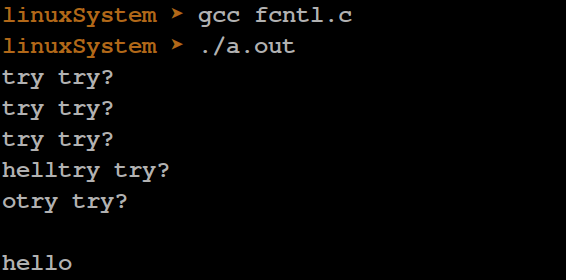 linuxSystem ➤ gcc fcntl.c
linuxSystem ➤ ./a.out
try try?
try try?
try try?
helltry try?
otry try?

hello